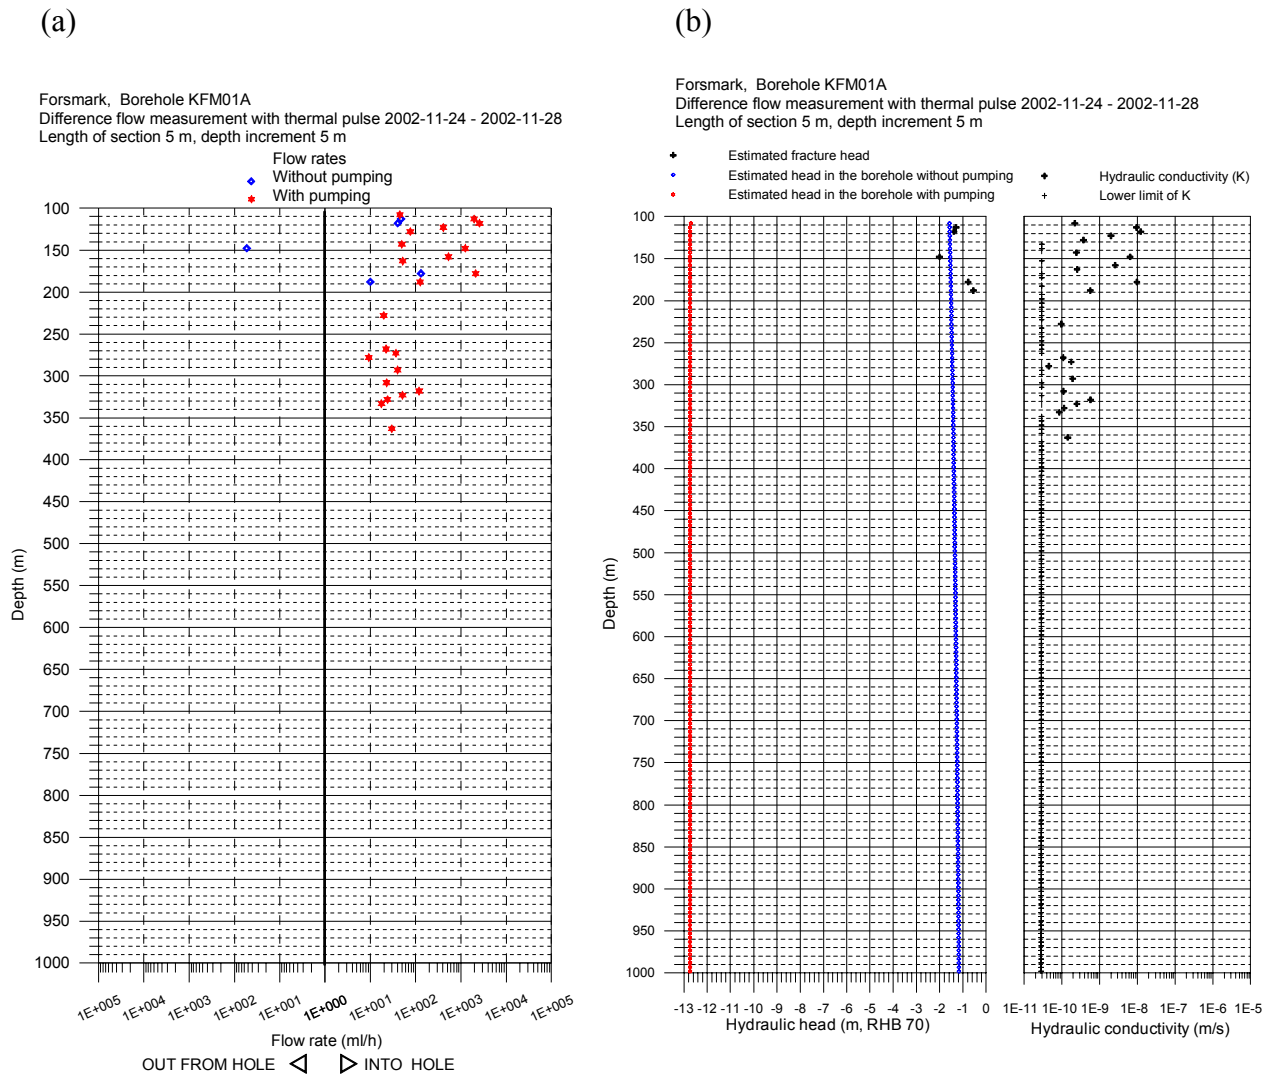 (a)
Forsmark, Borehole KFM01A
Difference flow measurement with thermal pulse 2002-11-24 - 2002-11-28
Length of section 5 m, depth increment 5 m
Flow rates
Without pumping
With pumping
100
150
200
250
300
350
400
450
500
550
600
650
700
750
800
850
900
950
1000
Depth (m)
1E+005 1E+004 1E+003 1E+002 1E+001 1E+000 1E+001 1E+002 1E+003 1E+004 1E+005
Flow rate (ml/h)
OUT FROM HOLE INTO HOLE
(b)
Forsmark, Borehole KFM01A
Difference flow measurement with thermal pulse 2002-11-24 - 2002-11-28
Length of section 5 m, depth increment 5 m
Estimated fracture head
Estimated head in the borehole without pumping
Estimated head in the borehole with pumping
Hydraulic conductivity (K)
Lower limit of K
100
150
200
250
300
350
400
450
500
550
600
650
700
750
800
850
900
950
1000
Depth (m)
-13 -12 -11 -10 -9 -8 -7 -6 -5 -4 -3 -2 -1 0
Hydraulic head (m, RHB 70)
1E-11 1E-10 1E-9 1E-8 1E-7 1E-6 1E-5
Hydraulic conductivity (m/s)